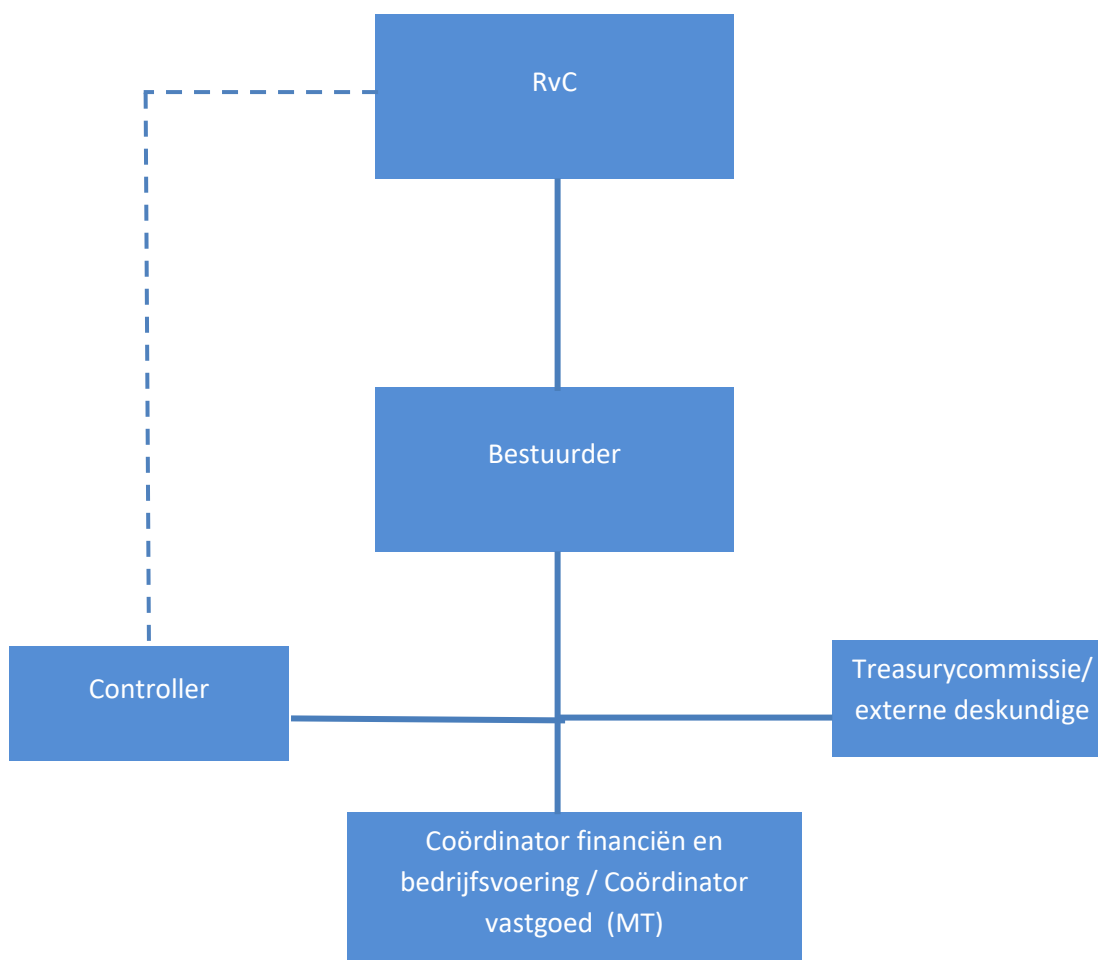 RvC
Bestuurder
Controller
Treasurycommissie/
externe deskundige
Coördinator financiën en
bedrijfsvoering / Coördinator
vastgoed  (MT)